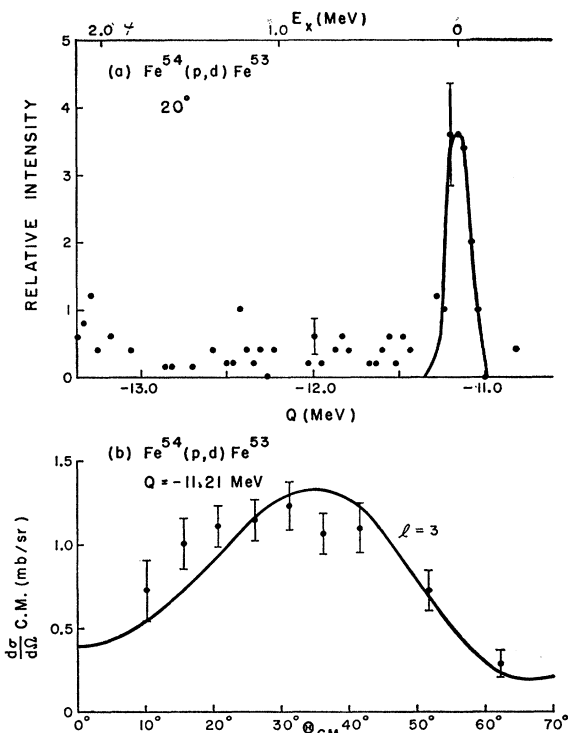 E_x (MeV)
2.0 1.0 0
5
(a) Fe^54 (p,d) Fe^53
20°
4
3
2
1
0
RELATIVE INTENSITY
-13.0 -12.0 -11.0
Q (MeV)
(b) Fe^54 (p,d) Fe^53
Q = -11.21 MeV
1.5
1.0
0.5
0
dσ/dΩ C.M. (mb/sr)
ℓ = 3
0° 10° 20° 30° 40° 50° 60° 70°
Θ C.M.